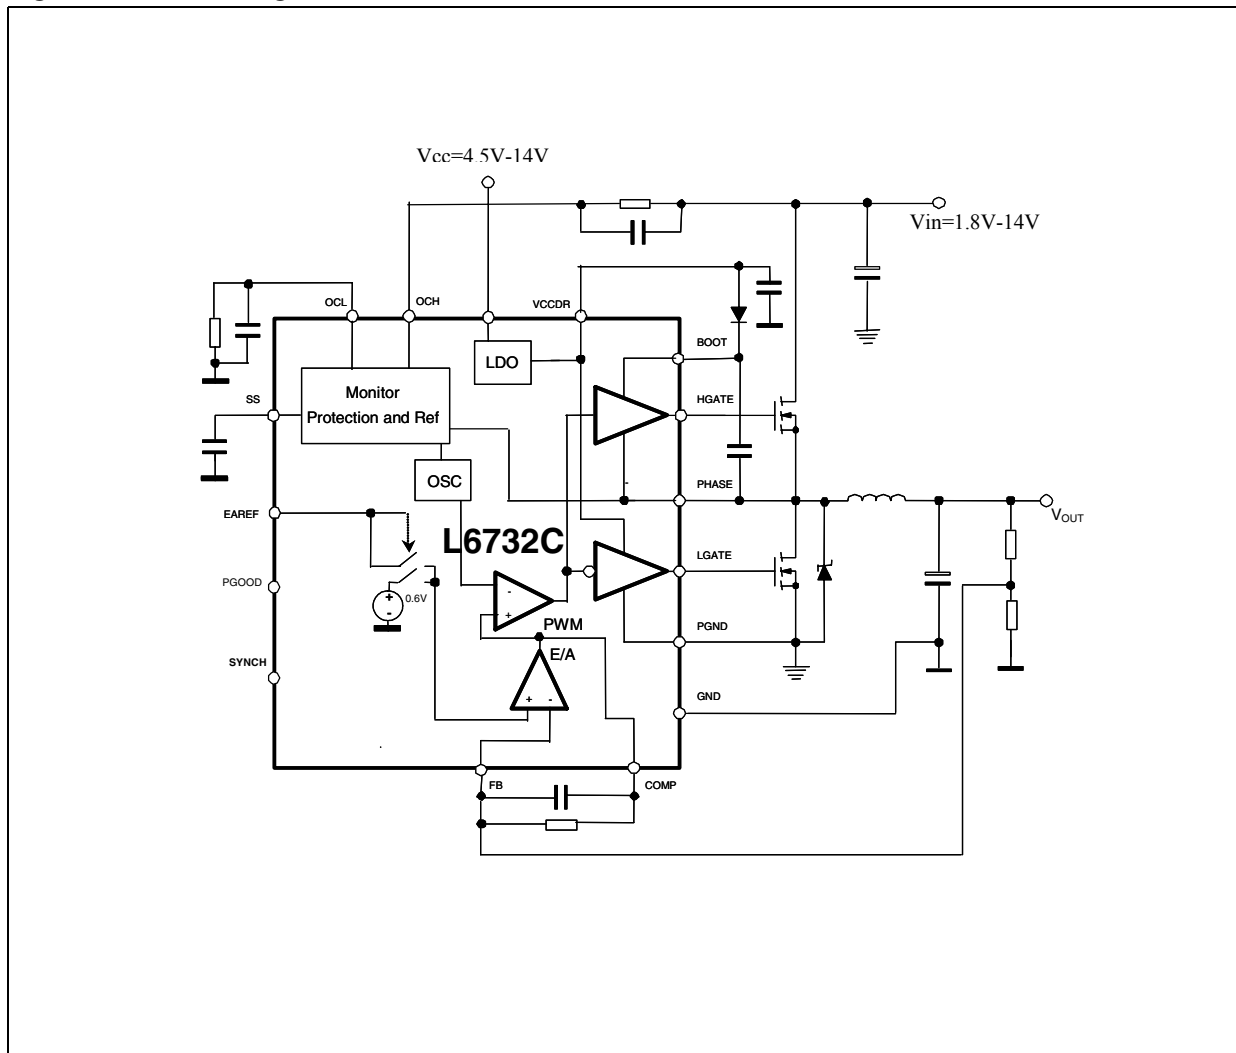 Vcc=4.5V-14V
Vin=1.8V-14V
OCL
OCH
VCCDR
BOOT
LDO
Monitor
Protection and Ref
SS
HGATE
OSC
PHASE
EAREF
L6732C
VOUT
LGATE
PGOOD
+
-
0.6V
-
+
PWM
PGND
E/A
SYNCH
+ -
GND
FB
COMP